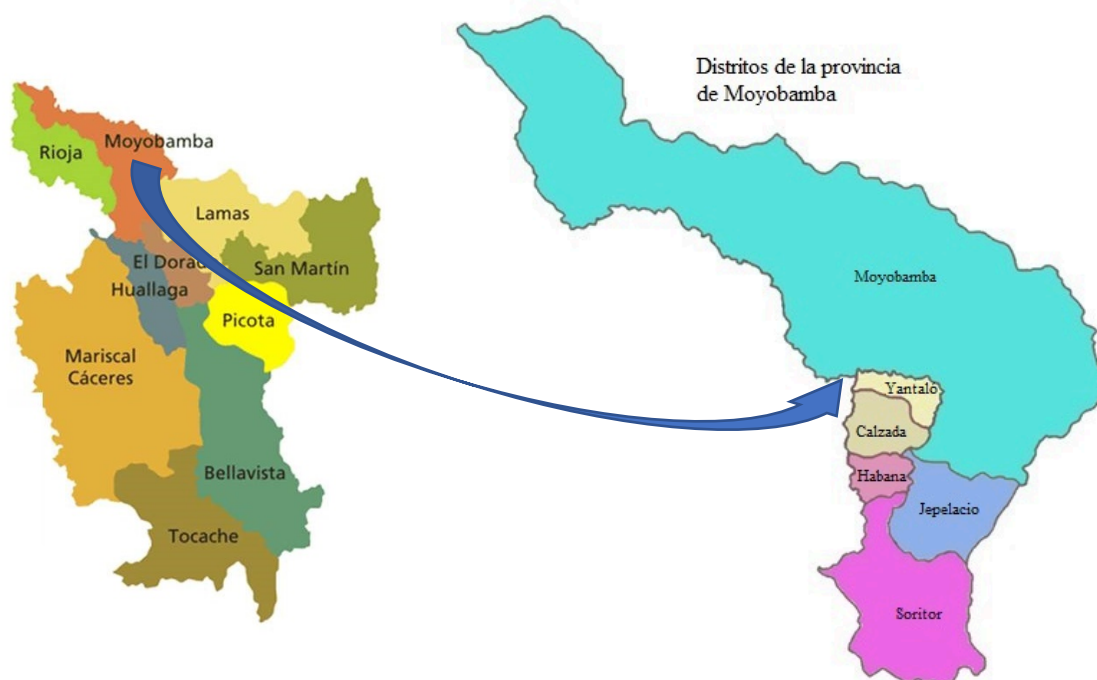 Distritos de la provincia
de Moyobamba
Moyobamba
Rioja
Lamas
El Dorad
San Martín
Huallaga
Picota
Mariscal
Cáceres
Bellavista
Tocache
Moyobamba
Yantaló
Calzada
Habana
Jepelacio
Soritor